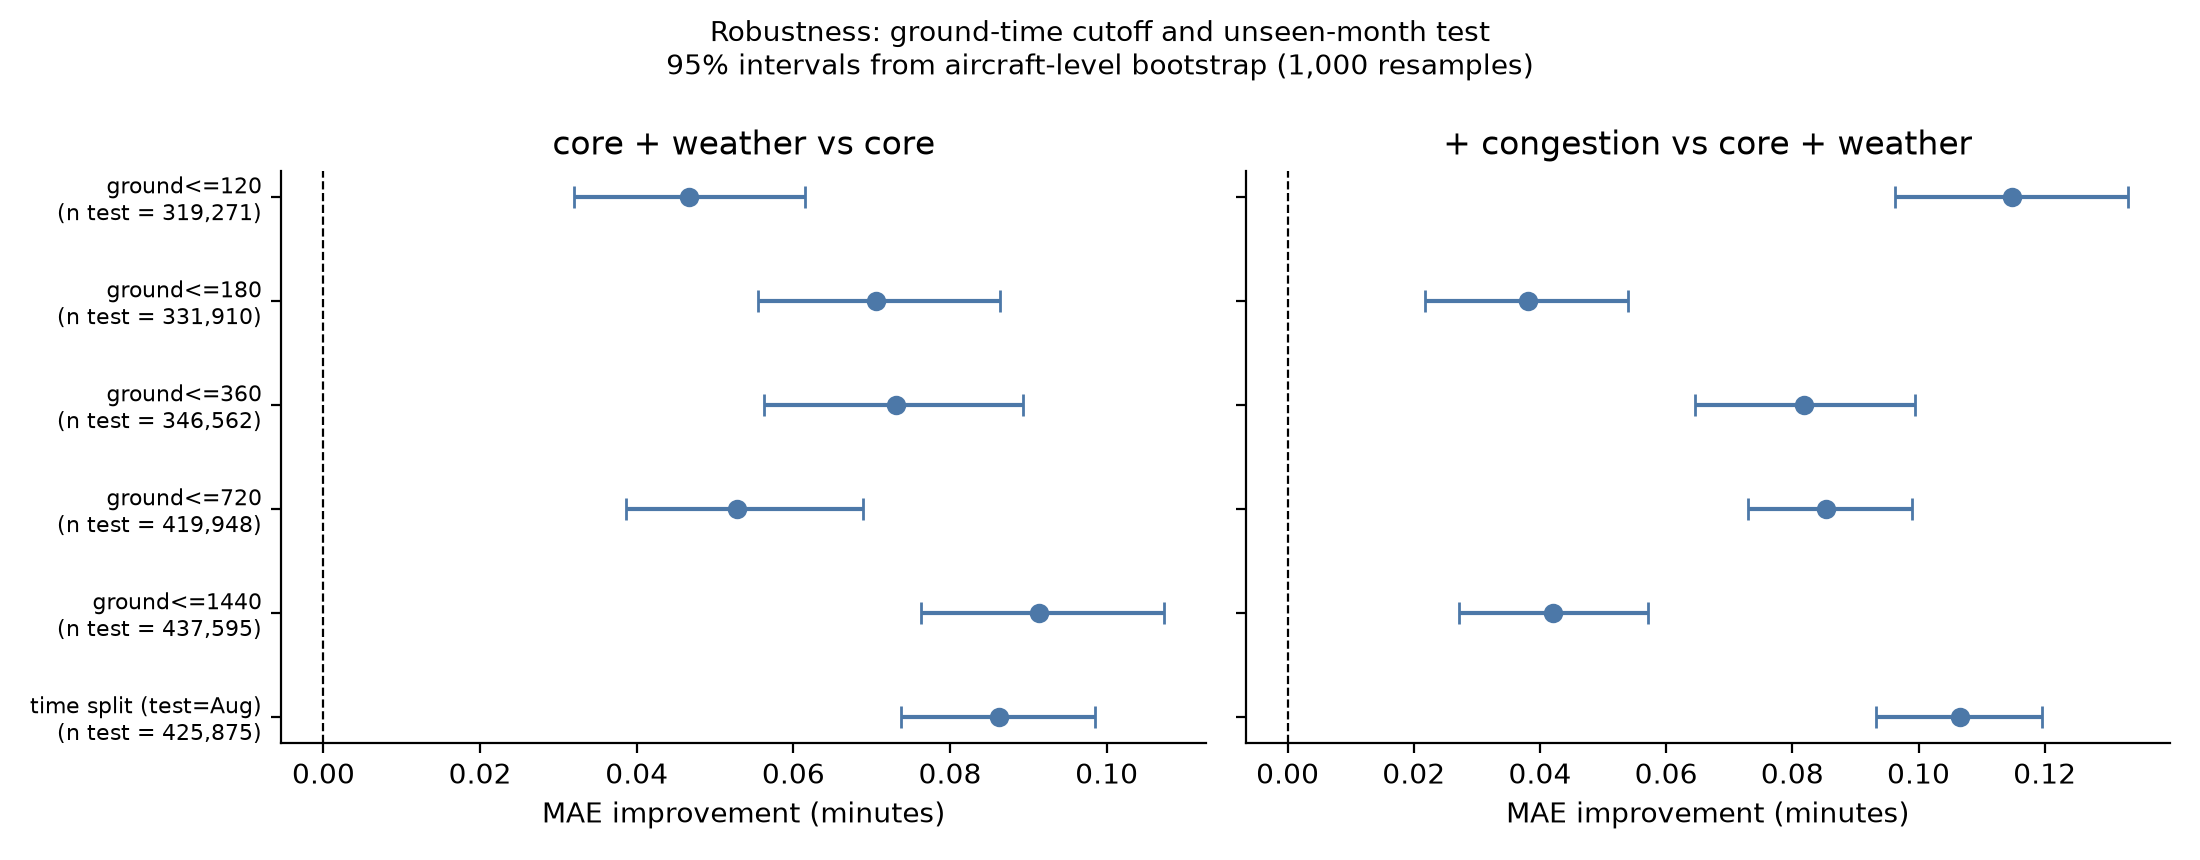 Robustness: ground-time cutoff and unseen-month test
95% intervals from aircraft-level bootstrap (1,000 resamples)
core + weather vs core
ground<=120
(n test = 319,271)
ground<=180
(n test = 331,910)
ground<=360
(n test = 346,562)
ground<=720
(n test = 419,948)
ground<=1440
(n test = 437,595)
time split (test=Aug)
(n test = 425,875)
0.00 0.02 0.04 0.06 0.08 0.10
MAE improvement (minutes)
+ congestion vs core + weather
0.00 0.02 0.04 0.06 0.08 0.10 0.12
MAE improvement (minutes)